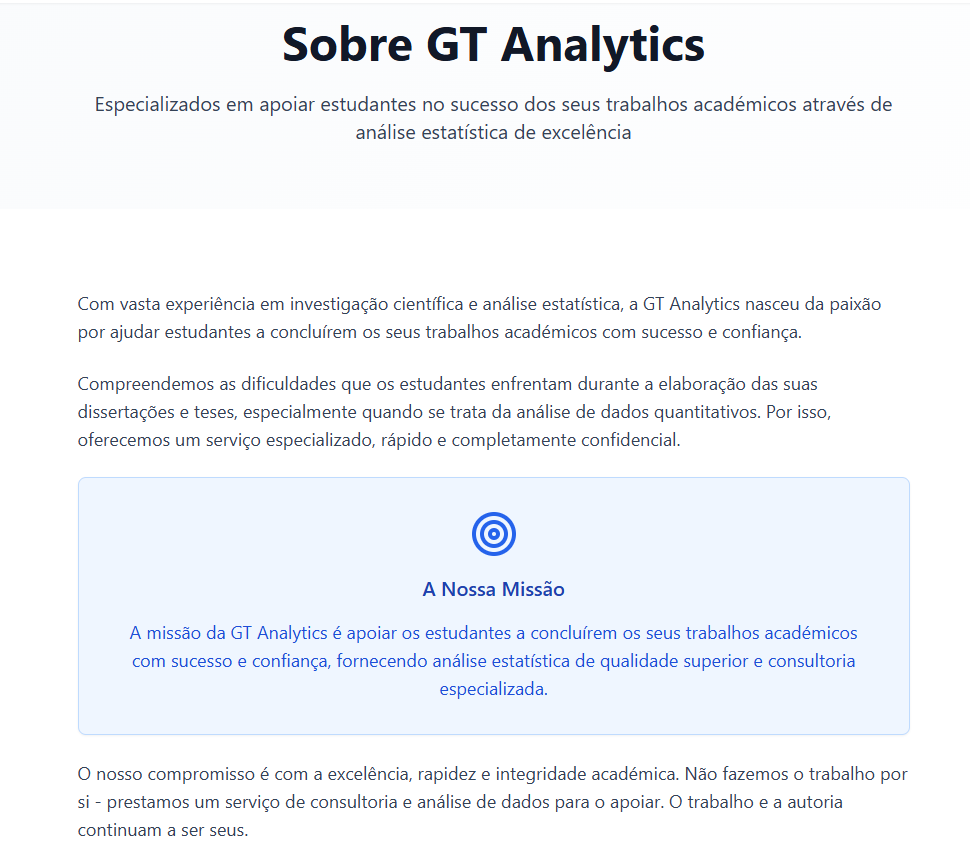 Sobre GT Analytics
Especializados em apoiar estudantes no sucesso dos seus trabalhos académicos através de
análise estatística de excelência
Com vasta experiência em investigação científica e análise estatística, a GT Analytics nasceu da paixão
por ajudar estudantes a concluírem os seus trabalhos académicos com sucesso e confiança.
Compreendemos as dificuldades que os estudantes enfrentam durante a elaboração das suas
dissertações e teses, especialmente quando se trata da análise de dados quantitativos. Por isso,
oferecemos um serviço especializado, rápido e completamente confidencial.
A Nossa Missão
A missão da GT Analytics é apoiar os estudantes a concluírem os seus trabalhos académicos
com sucesso e confiança, fornecendo análise estatística de qualidade superior e consultoria
especializada.
O nosso compromisso é com a excelência, rapidez e integridade académica. Não fazemos o trabalho por
si - prestamos um serviço de consultoria e análise de dados para o apoiar. O trabalho e a autoria
continuam a ser seus.